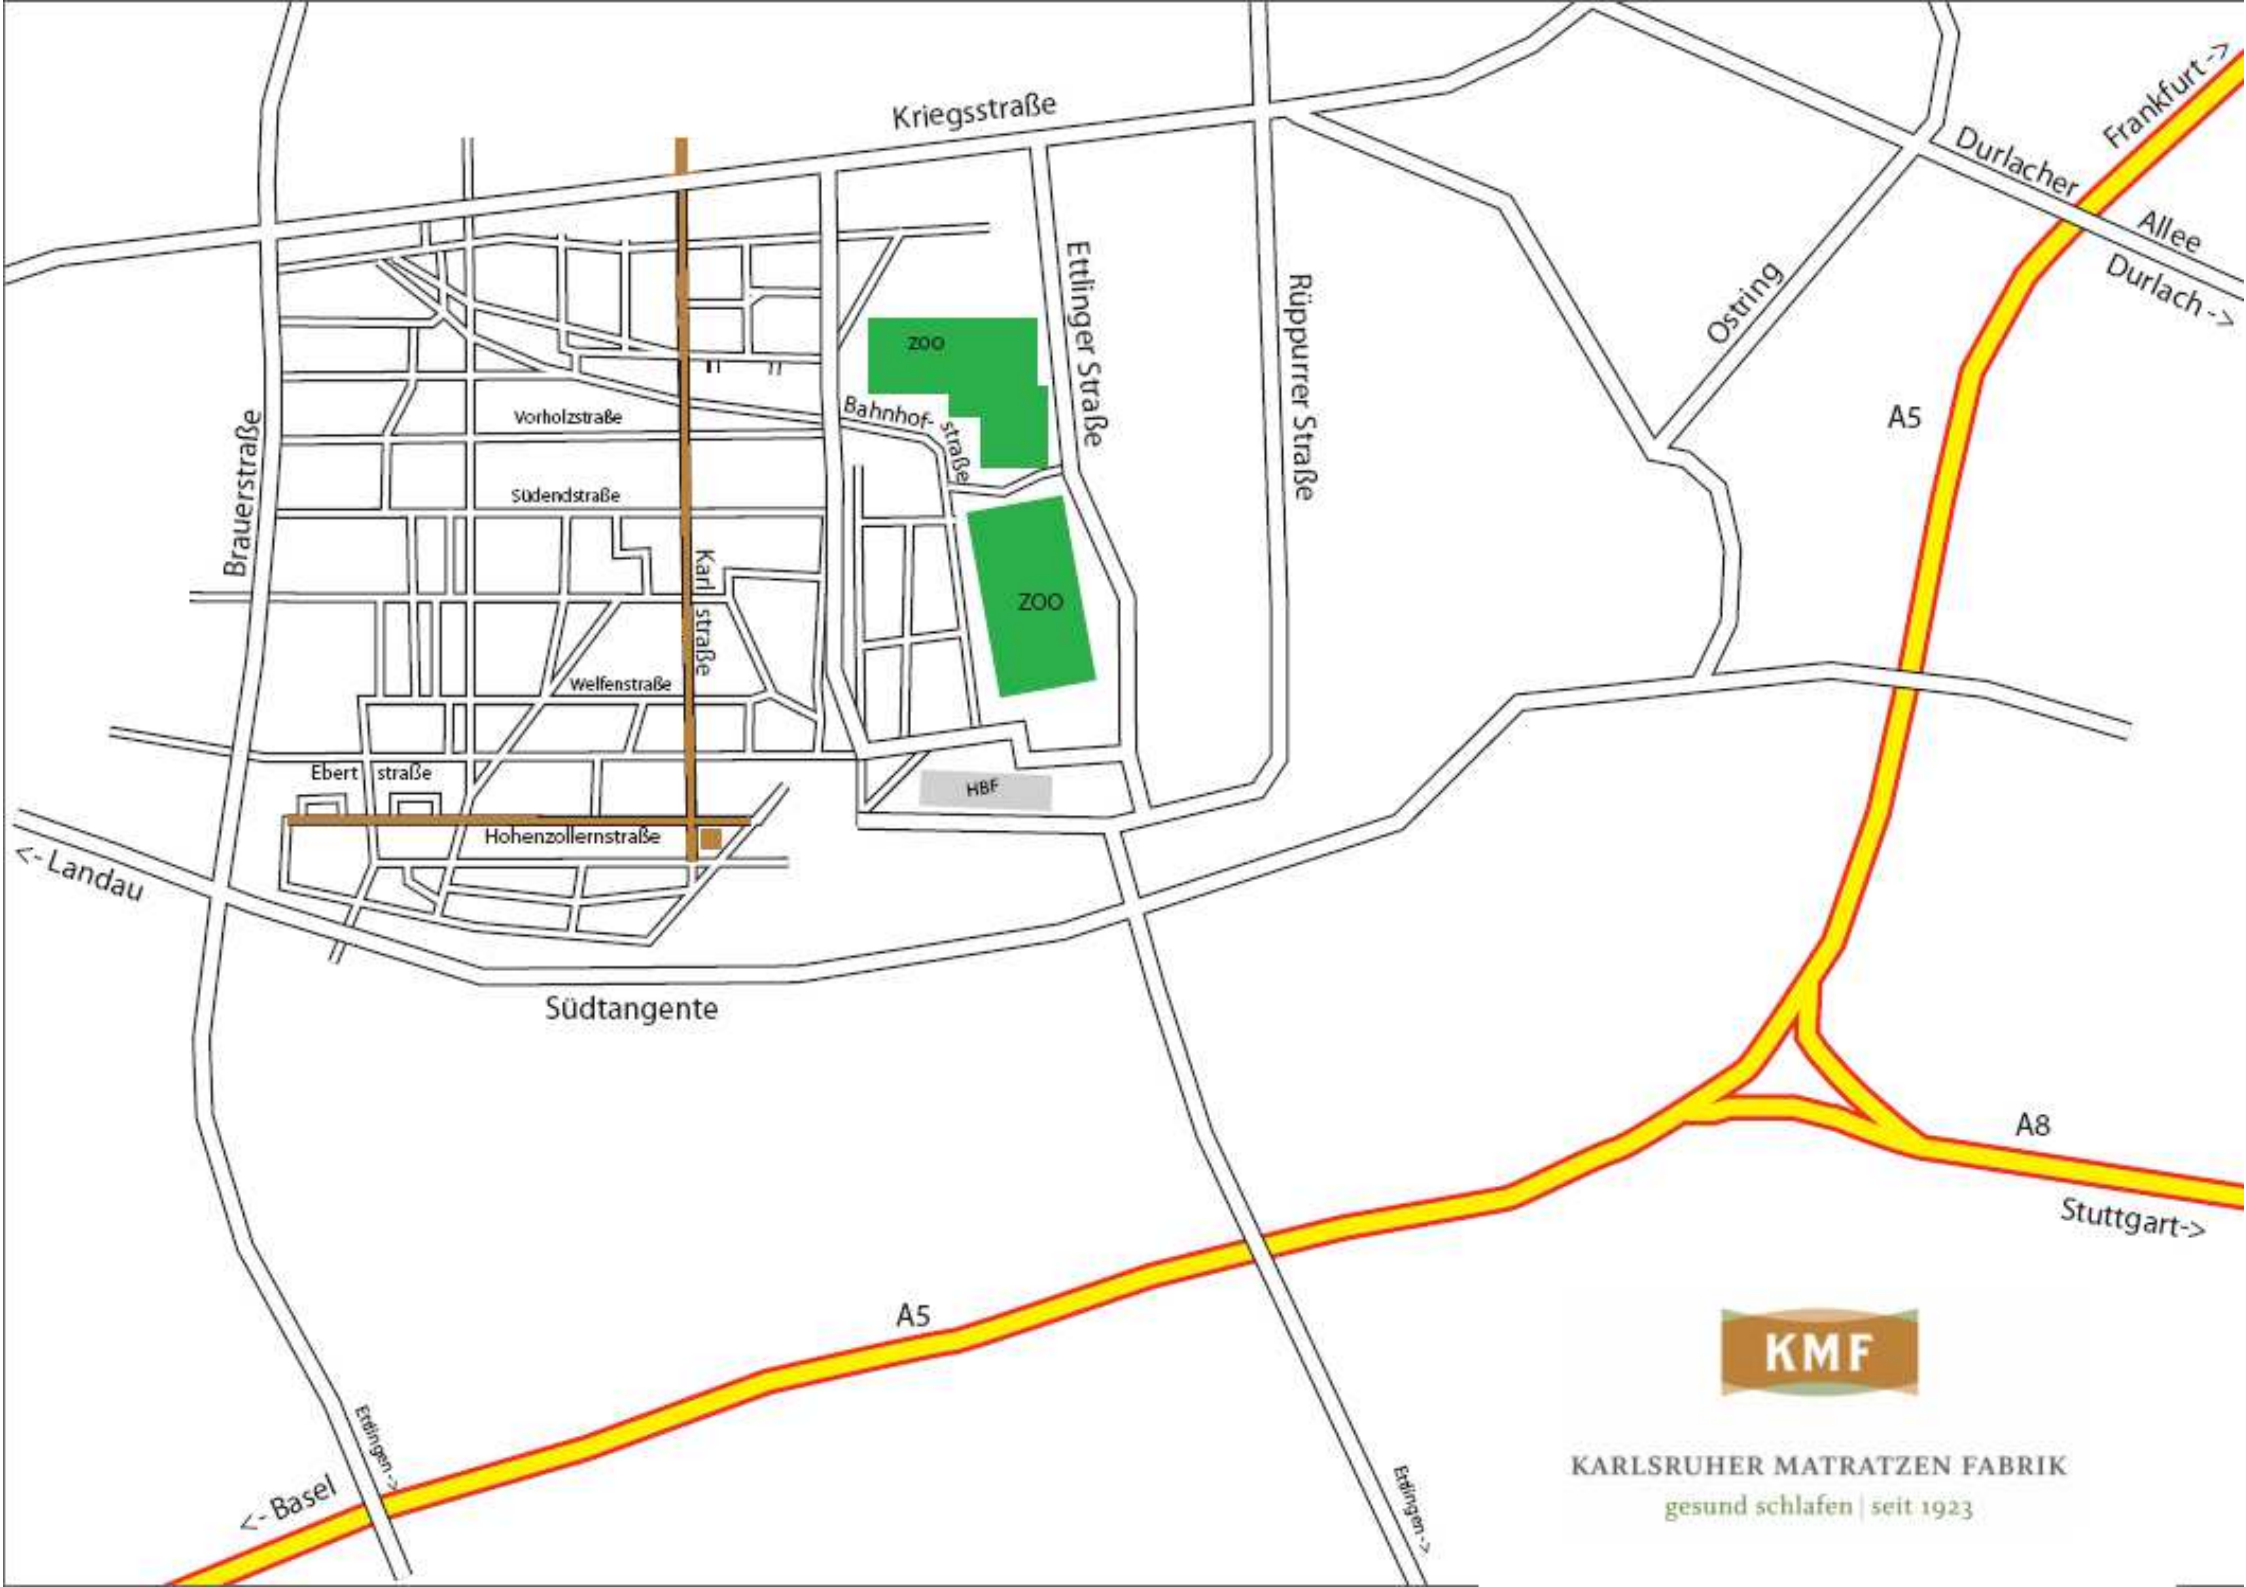 Kriegsstraße
Frankfurt ->
Durlacher
Allee
Durlach ->
Ettlinger Straße
Rüppurrer Straße
Ostring
ZOO
A5
Bahnhof-
straße
Vorholzstraße
Brauerstraße
Südendstraße
Karl
straße
ZOO
Welfenstraße
Ebert
straße
HBF
Hohenzollernstraße
<- Landau
Südtangente
A8
Stuttgart->
A5
Ettlingen ->
<- Basel
Ettlingen ->
KMF
KARLSRUHER MATRATZEN FABRIK
gesund schlafen | seit 1923